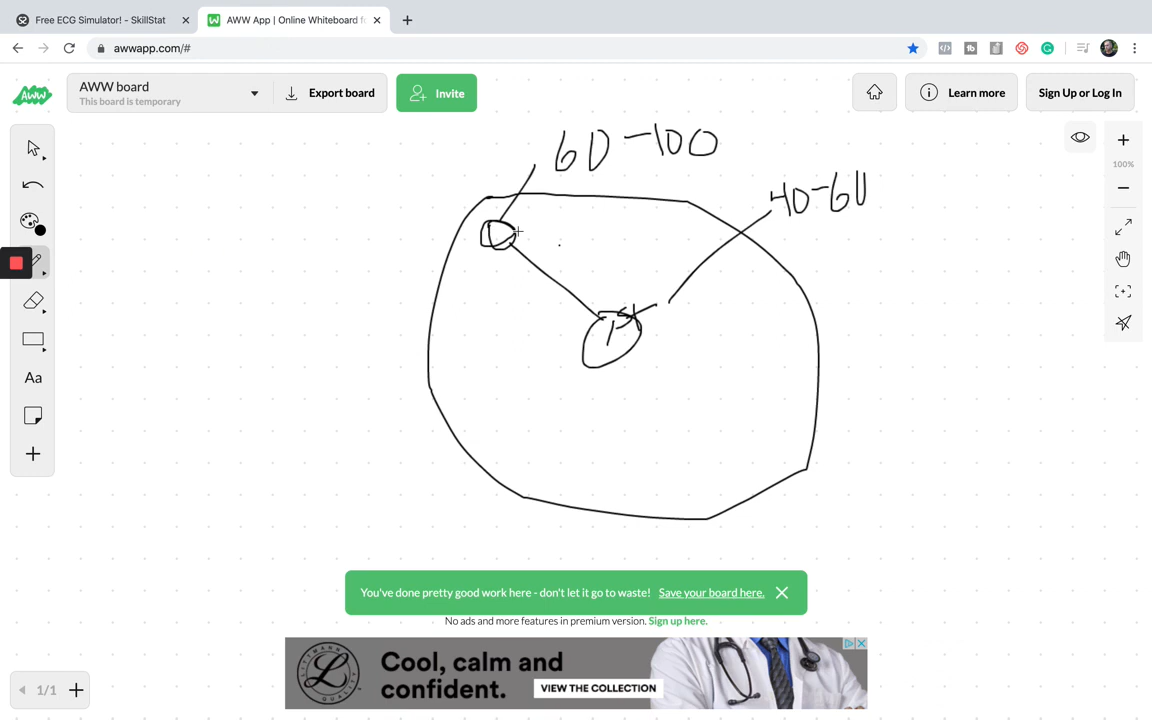 Free ECG Simulator! - SkillStat
AWW App | Online Whiteboard fo
awwapp.com/#
AWW
AWW board
This board is temporary
Export board
Invite
Learn more
Sign Up or Log In
100%
60-100
40-60
Aa
You've done pretty good work here - don't let it go to waste! Save your board here.
No ads and more features in premium version. Sign up here.
LITTMANN
QUALITY
Cool, calm and
confident.
VIEW THE COLLECTION
1/1